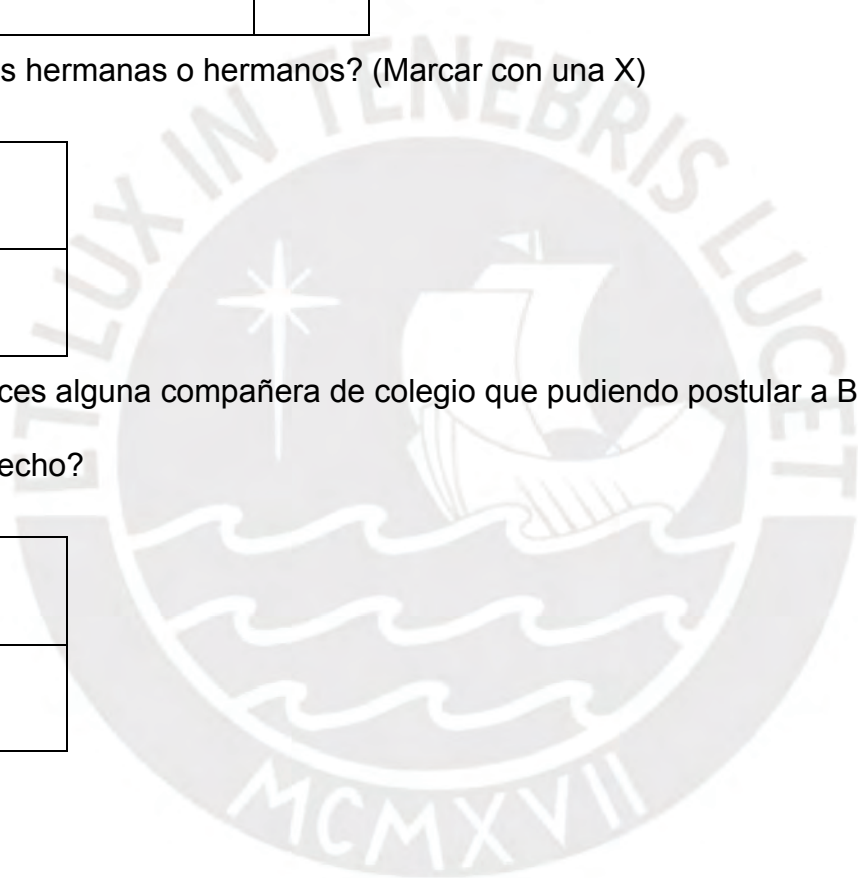 s hermanas o hermanos? (Marcar con una X)
ces alguna compañera de colegio que pudiendo postular a B
echo?
ET LUX IN TENEBRIS LUCET
MCMXVII